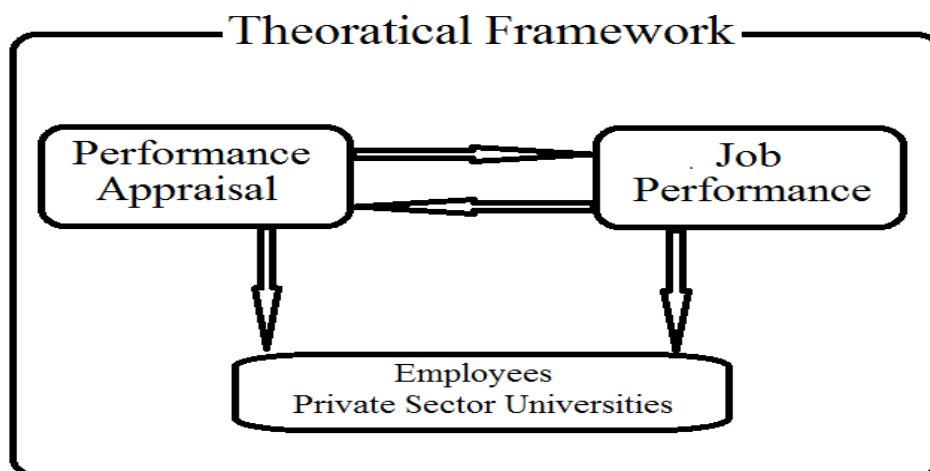 Theoratical Framework
Performance
Appraisal
Job
Performance
Employees
Private Sector Universities